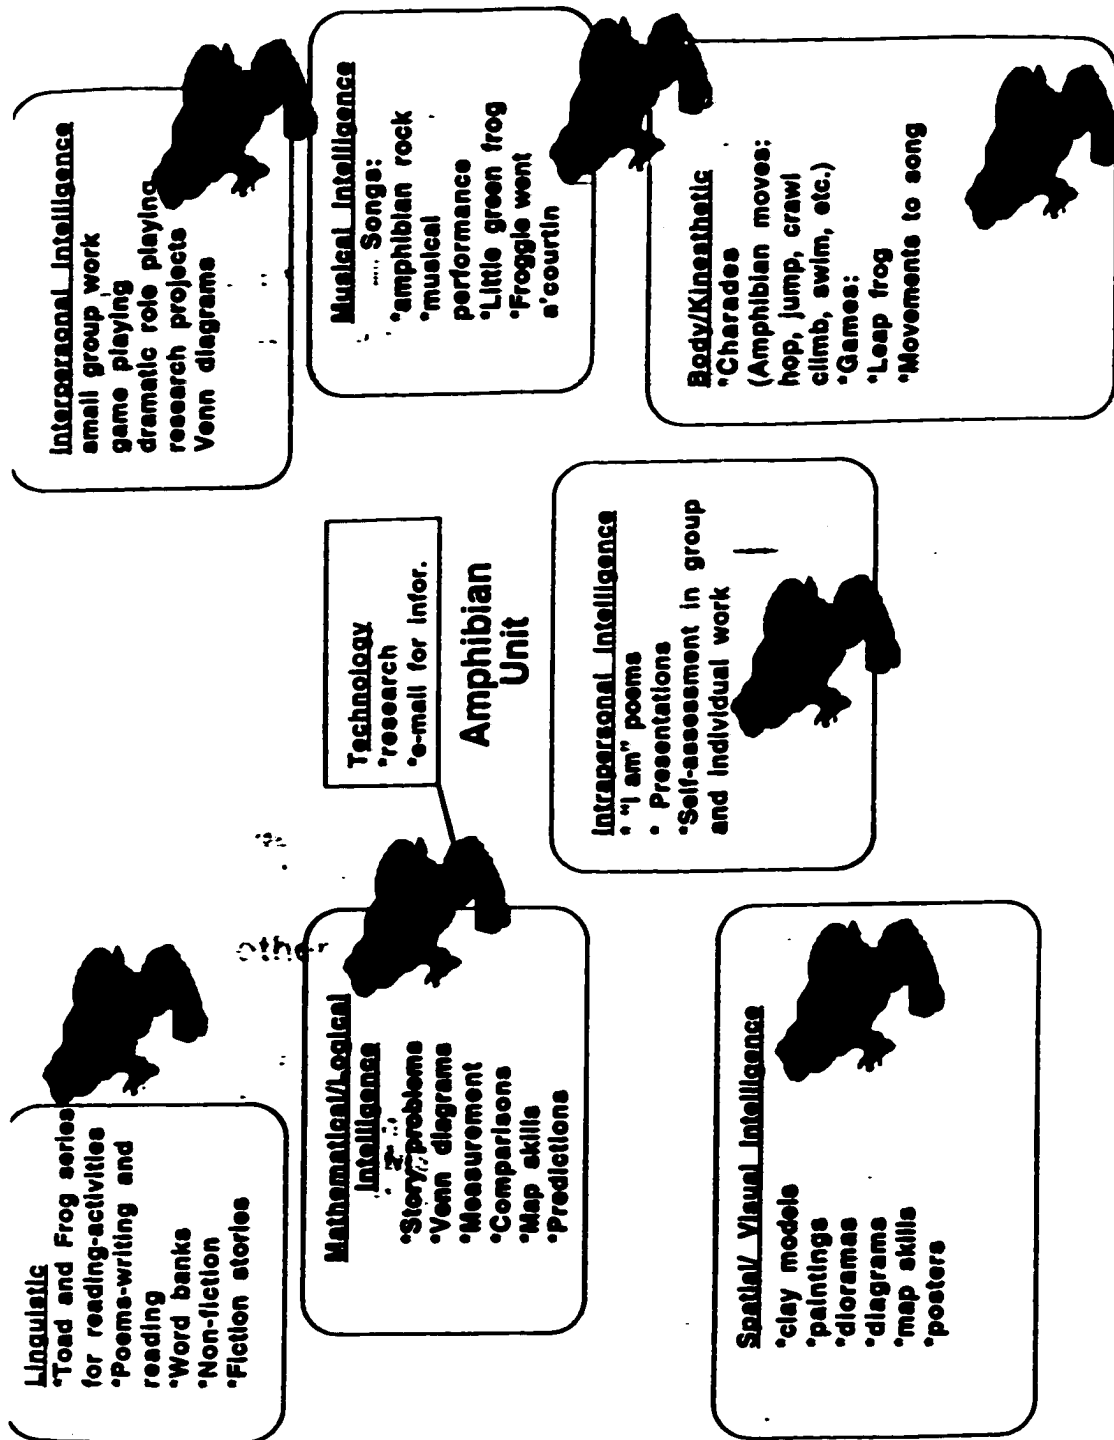 Linguistic
*Toad and Frog series
for reading-activities
*Poems-writing and
reading
*Word banks
*Non-fiction
*Fiction stories
other
Mathematical/Logical
Intelligence
*Story problems
*Venn diagrams
*Measurement
*Comparisons
*Map skills
*Predictions
Spatial/ Visual Intelligence
*clay models
*paintings
*dioramas
*diagrams
*map skills
*posters
Technology
*research
*e-mail for infor.
Amphibian
Unit
Intrapersonal Intelligence
* "I am" poems
* Presentations
*Self-assessment in group
and individual work
Interpersonal Intelligence
small group work
game playing
dramatic role playing
research projects
Venn diagrams
Musical Intelligence
Songs:
*amphibian rock
*musical
performance
*Little green frog
*Froggie went
a'courtin
Body/Kinesthetic
*Charades
(Amphibian moves:
hop, jump, crawl
climb, swim, etc.)
*Games:
*Leap frog
*Movements to song